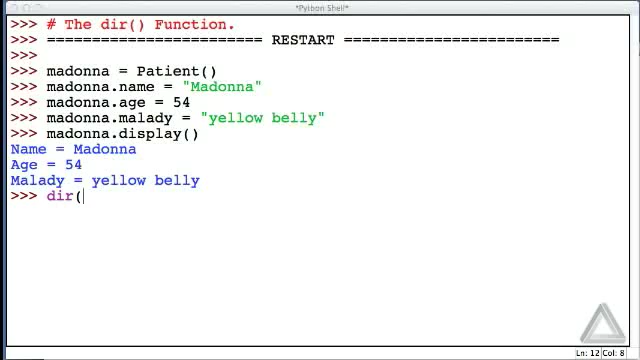 *Python Shell*
>>> # The dir() Function.
>>> ======================== RESTART ========================
>>>
>>> madonna = Patient()
>>> madonna.name = "Madonna"
>>> madonna.age = 54
>>> madonna.malady = "yellow belly"
>>> madonna.display()
Name = Madonna
Age = 54
Malady = yellow belly
>>> dir(
Ln: 12 Col: 8